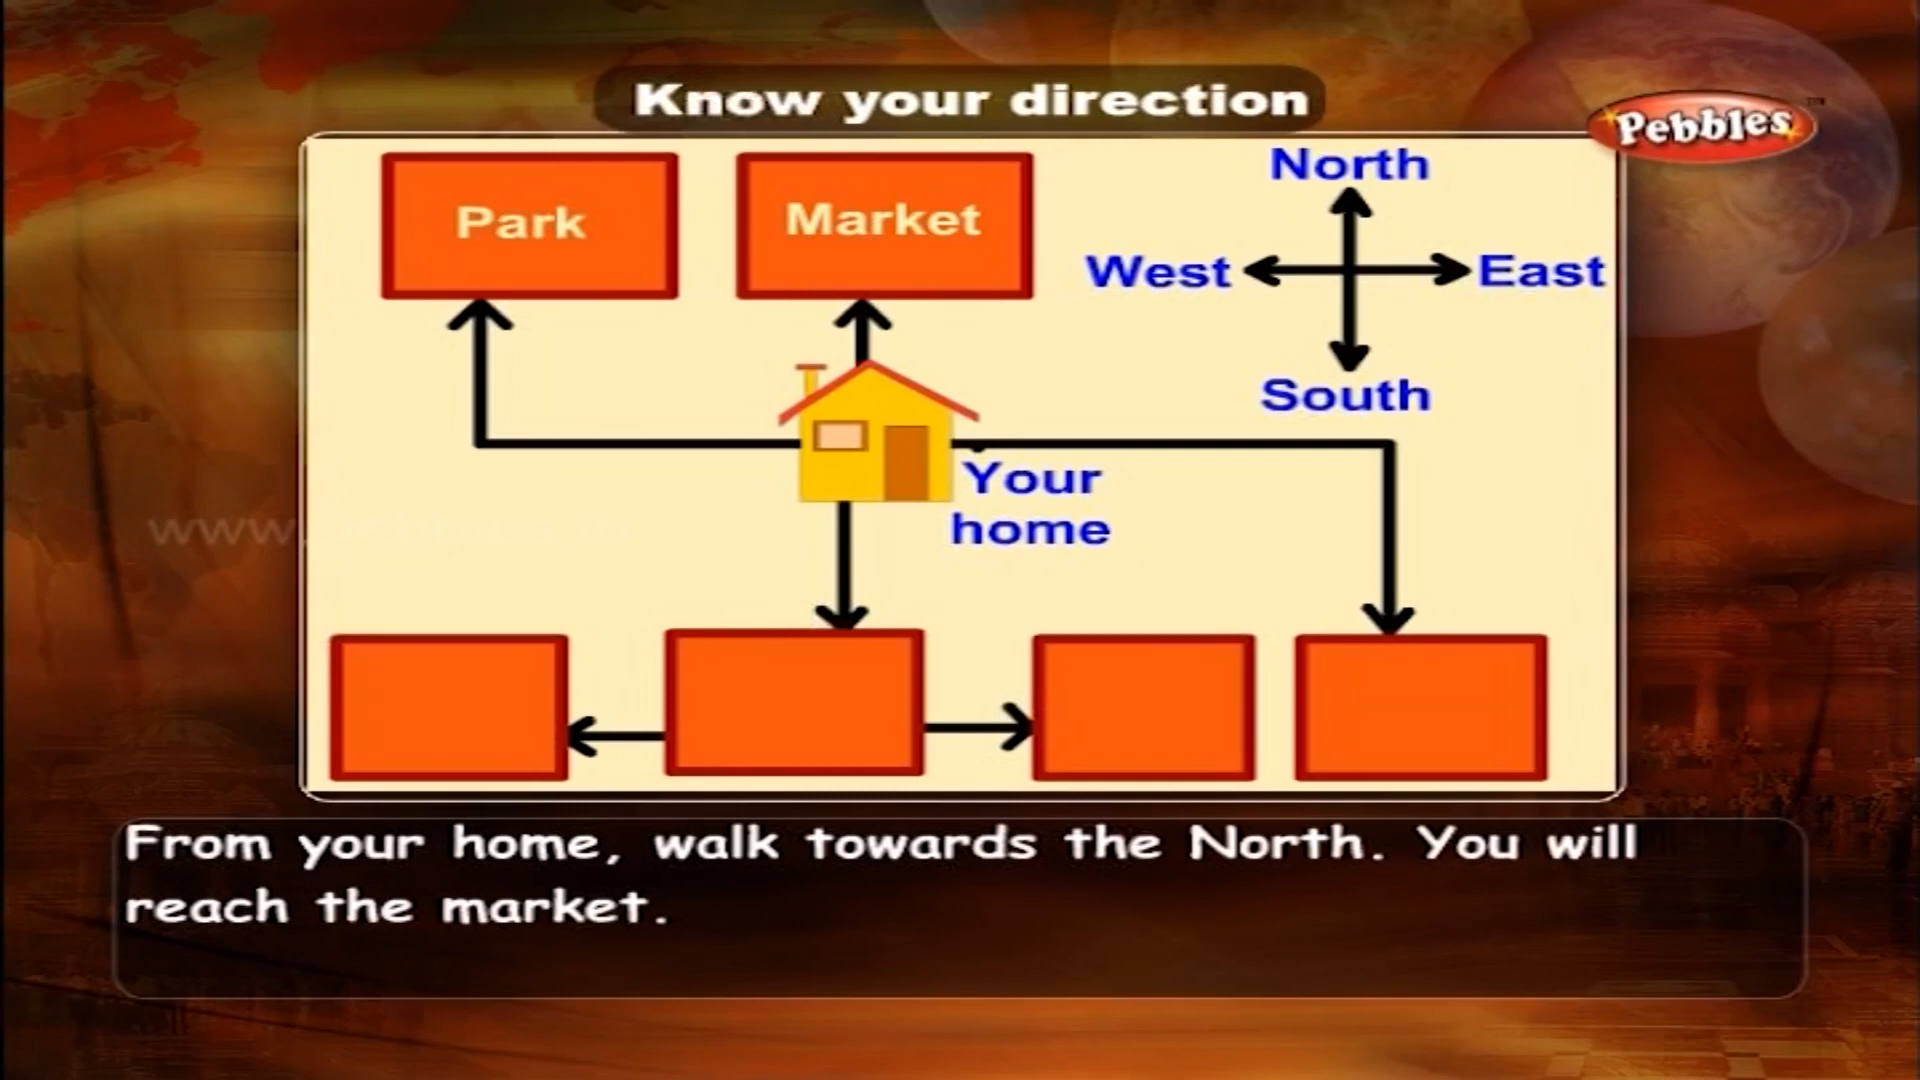 Know your direction
Pebbles
Park
Market
North
West
East
South
Your
home
www.
From your home, walk towards the North. You will
reach the market.